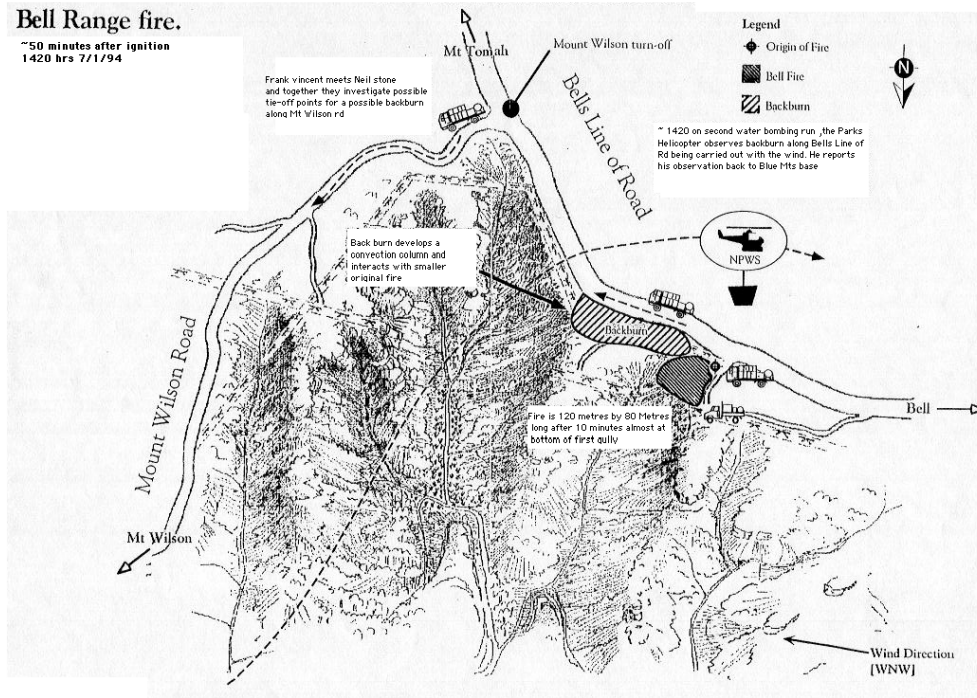 Bell Range fire.
~50 minutes after ignition
1420 hrs 7/1/94
Mt Tomah
Mount Wilson turn-off
Legend
Origin of Fire
Bell Fire
Backburn
N
Frank vincent meets Neil stone
and together they investigate possible
tie-off points for a possible backburn
along Mt Wilson rd
Bells Line of Road
~ 1420 on second water bombing run ,the Parks
Helicopter observes backburn along Bells Line of
Rd being carried out with the wind. He reports
his observation back to Blue Mts base
Back burn develops a
convection column and
interacts with smaller
original fire
NPWS
Backburn
Mount Wilson Road
Fire is 120 metres by 80 Metres
long after 10 minutes almost at
bottom of first gully
Bell
Mt Wilson
Wind Direction
[WNW]